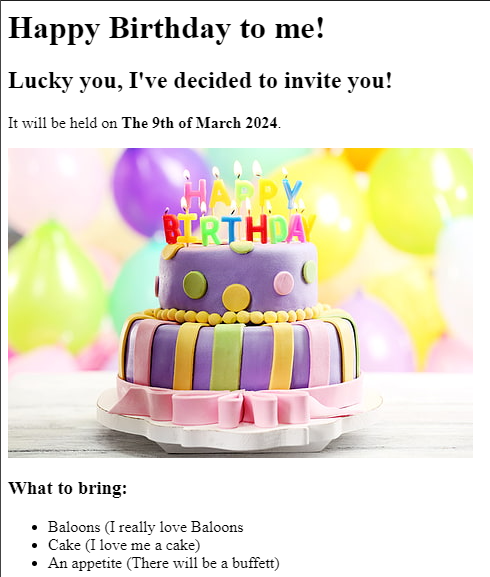 Happy Birthday to me!
Lucky you, I've decided to invite you!
It will be held on The 9th of March 2024.
HAPPY
BIRTHDAY
What to bring:
Baloons (I really love Baloons
Cake (I love me a cake)
An appetite (There will be a buffett)